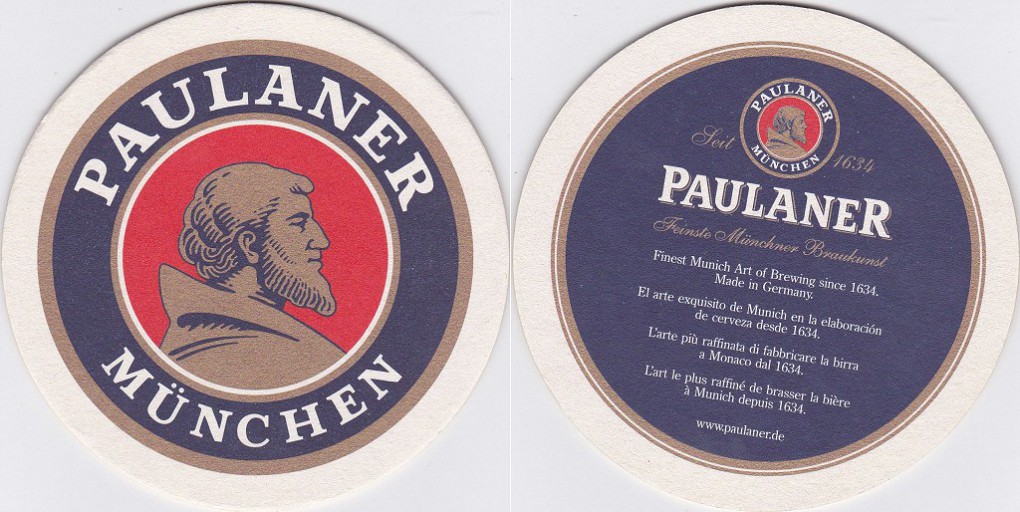 PAULANER
MÜNCHEN
PAULANER
MÜNCHEN
Seit 1634
PAULANER
Feinste Münchner Braukunst
Finest Munich Art of Brewing since 1634.
Made in Germany.
El arte exquisito de Munich en la elaboración
de cerveza desde 1634.
L'arte più raffinata di fabbricare la birra
a Monaco dal 1634.
L'art le plus raffiné de brasser la bière
à Munich depuis 1634.
www.paulaner.de